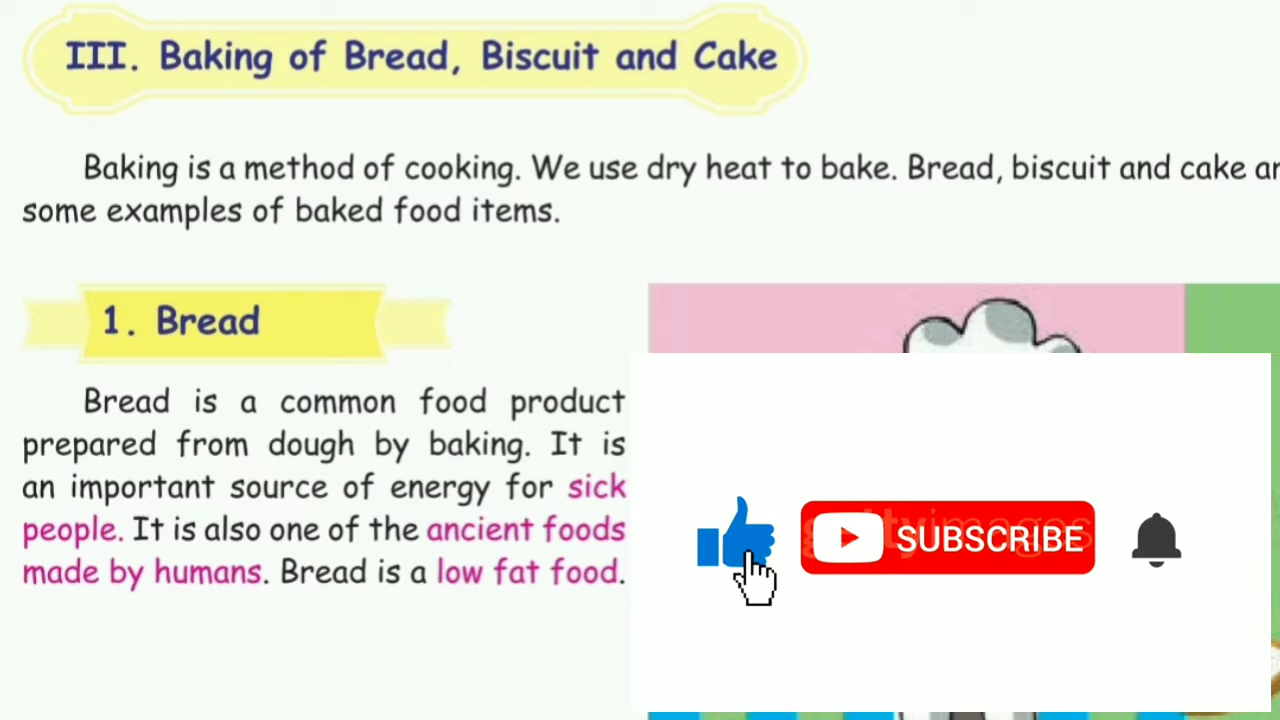 III. Baking of Bread, Biscuit and Cake
Baking is a method of cooking. We use dry heat to bake. Bread, biscuit and cake
some examples of baked food items.
1. Bread
Bread is a common food product
prepared from dough by baking. It is
an important source of energy for sick
people. It is also one of the ancient foods
made by humans. Bread is a low fat food.
SUBSCRIBE